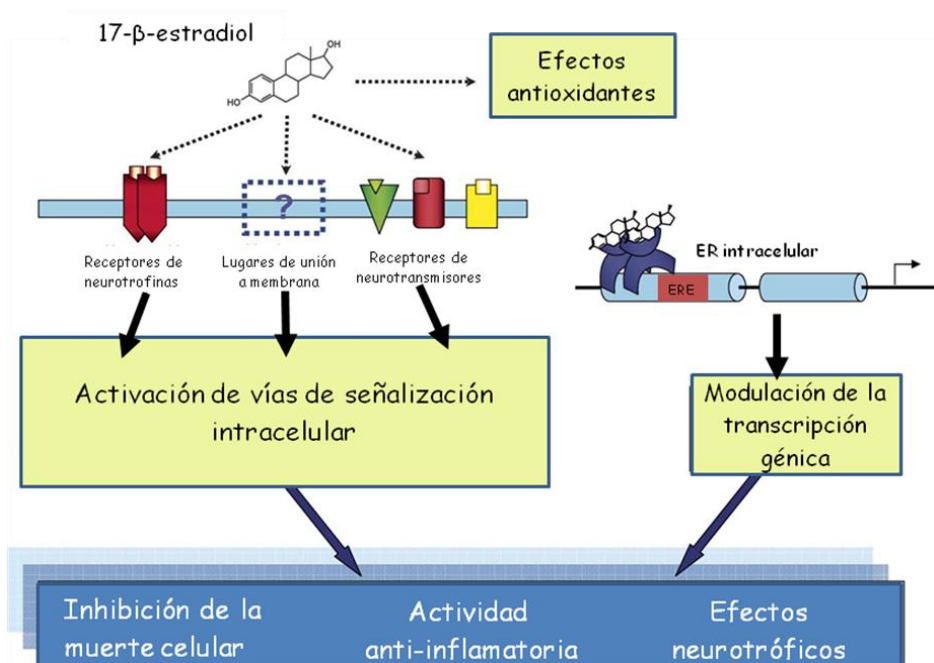 17-β-estradiol
OH
HO
Efectos
antioxidantes
?
Receptores de
neurotrofinas
Lugares de unión
a membrana
Receptores de
neurotransmisores
ER intracelular
ERE
Activación de vías de señalización
intracelular
Modulación de la
transcripción
génica
Inhibición de la
muerte celular
Actividad
anti-inflamatoria
Efectos
neurotróficos